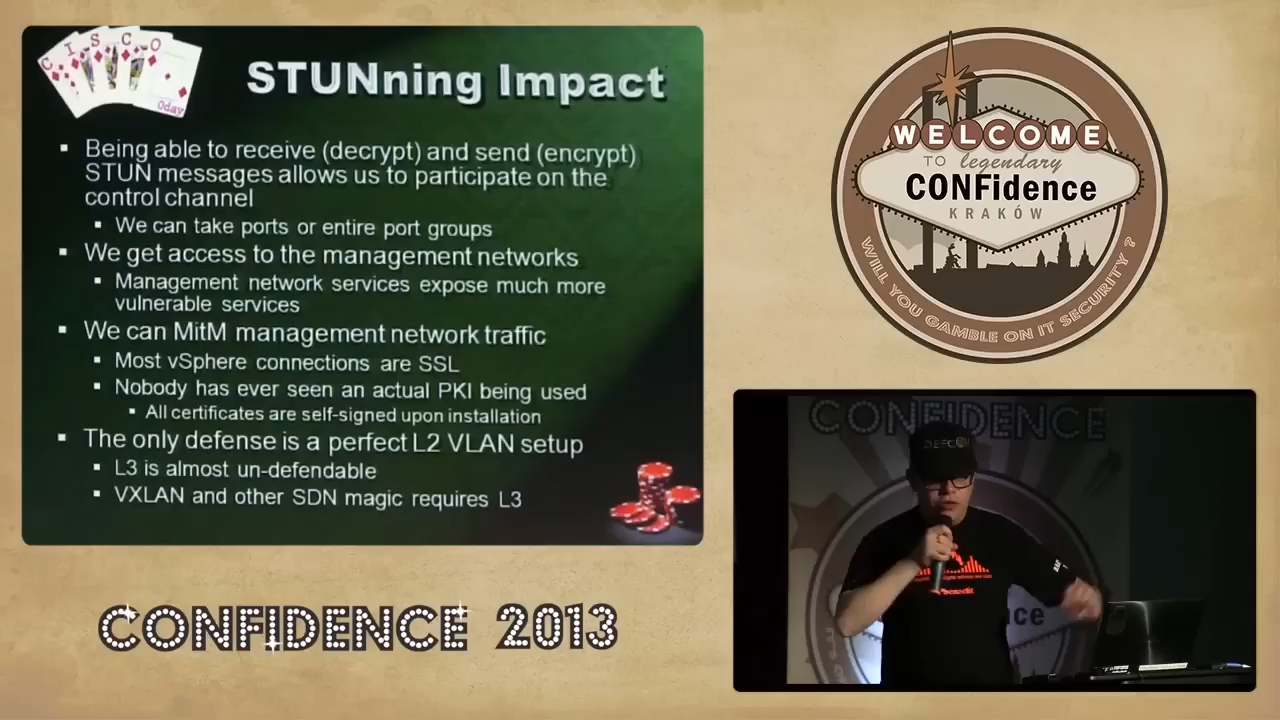 CISCO
0day
STUNning Impact
▪ Being able to receive (decrypt) and send (encrypt)
STUN messages allows us to participate on the
control channel
▪ We can take ports or entire port groups
▪ We get access to the management networks
▪ Management network services expose much more
vulnerable services
▪ We can MitM management network traffic
▪ Most vSphere connections are SSL
▪ Nobody has ever seen an actual PKI being used
▪ All certificates are self-signed upon installation
▪ The only defense is a perfect L2 VLAN setup
▪ L3 is almost un-defendable
▪ VXLAN and other SDN magic requires L3
CONFIDENCE 2013
WELCOME
TO legendary
CONFidence
KRAKÓW
WILL YOU GAMBLE ON IT SECURITY ?
CONFIDENCE
DEFCON